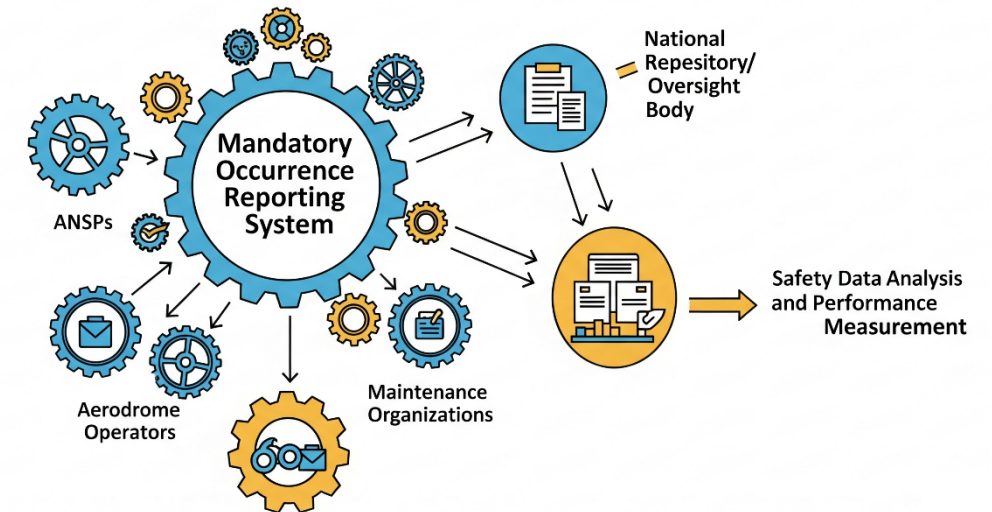 Mandatory
Occurrence
Reporting
System
National
Repesitory/
Oversight
Body
ANSPs
Safety Data Analysis
and Performance
Measurement
Maintenance
Organizations
Aerodrome
Operators